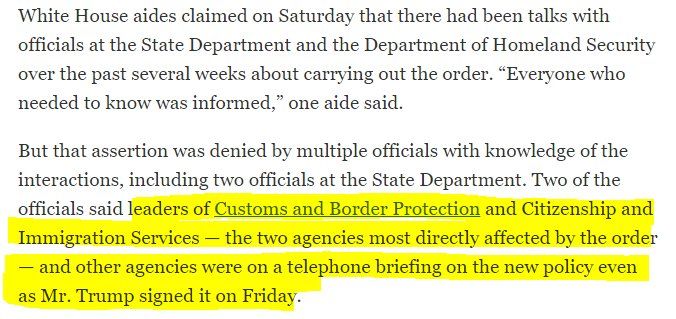 White House aides claimed on Saturday that there had been talks with
officials at the State Department and the Department of Homeland Security
over the past several weeks about carrying out the order. “Everyone who
needed to know was informed,” one aide said.
But that assertion was denied by multiple officials with knowledge of the
interactions, including two officials at the State Department. Two of the
officials said leaders of Customs and Border Protection and Citizenship and
Immigration Services — the two agencies most directly affected by the order
— and other agencies were on a telephone briefing on the new policy even
as Mr. Trump signed it on Friday.